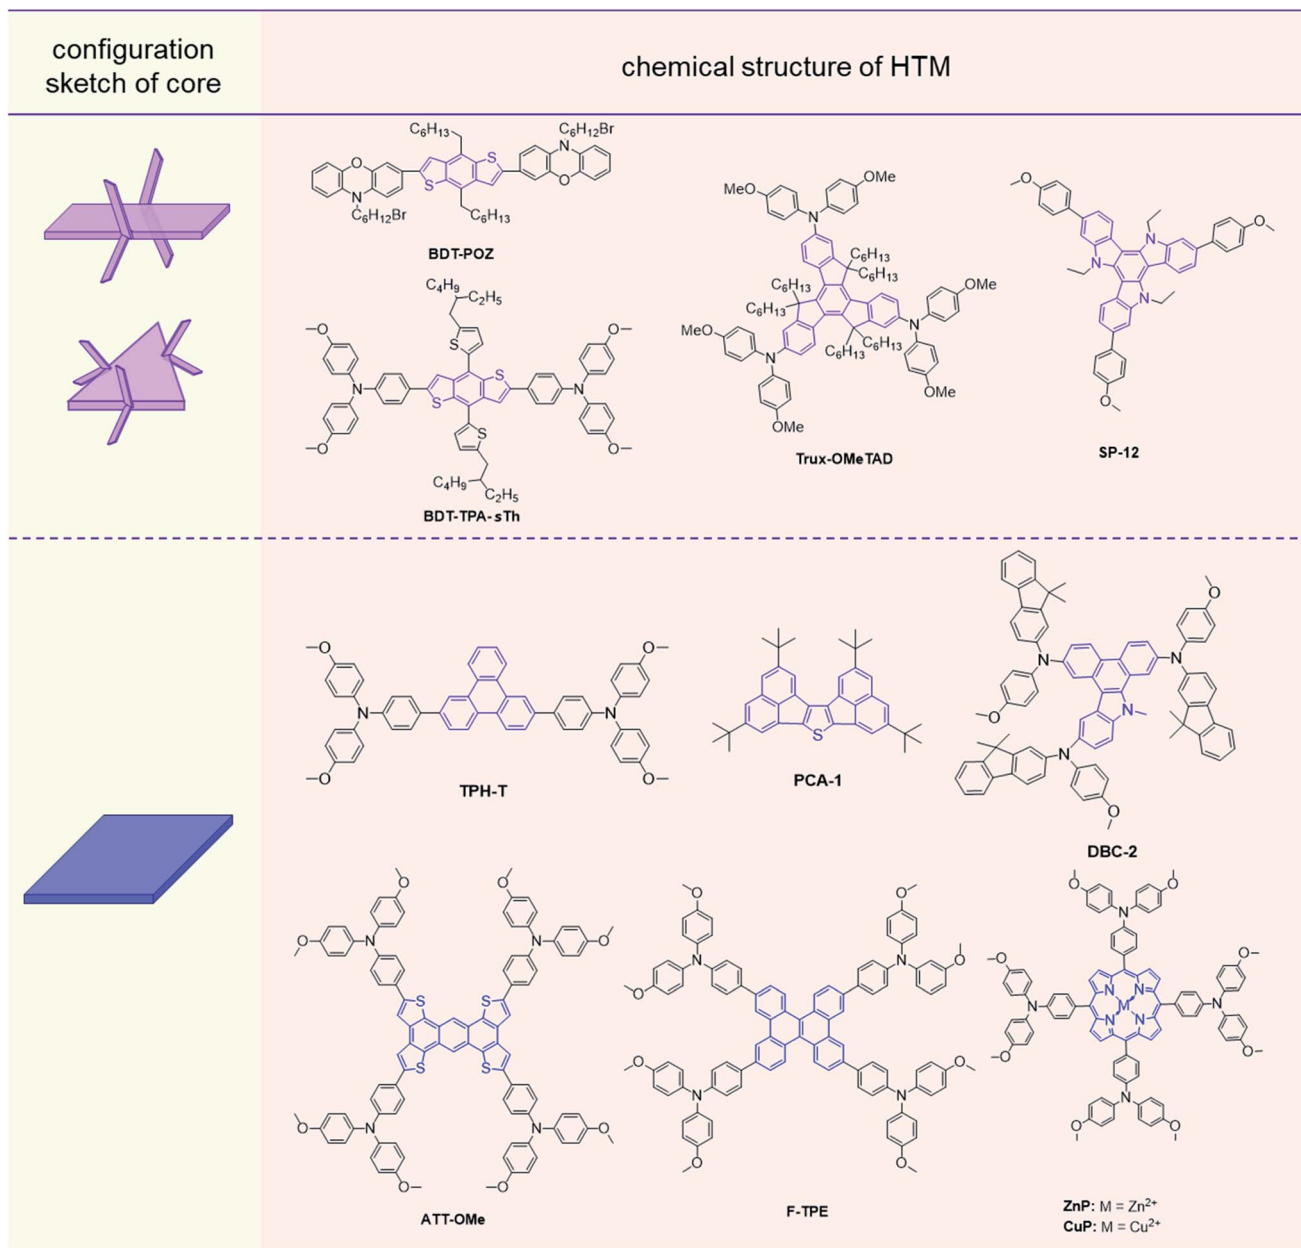 configuration
sketch of core
chemical structure of HTM
C₆H₁₃
C₆H₁₂Br
N
S
O
O
S
N
C₆H₁₂Br
C₆H₁₃
BDT-POZ
C₄H₉
C₂H₅
O
O
S
S
N
N
S
S
O
O
C₄H₉
C₂H₅
BDT-TPA-sTh
MeO
OMe
N
C₆H₁₃
C₆H₁₃
C₆H₁₃
C₆H₁₃
OMe
MeO
N
N
C₆H₁₃
C₆H₁₃
OMe
OMe
Trux-OMeTAD
O
O
N
N
N
O
SP-12
O
O
N
N
O
O
TPH-T
S
PCA-1
O
N
N
O
N
N
O
DBC-2
O
O
O
N
N
O
S
S
S
S
O
N
N
O
O
O
ATT-OMe
O
O
N
N
O
O
O
O
N
N
O
O
F-TPE
O
O
N
O
O
N
N
N
M
N
N
N
O
O
N
O
O
ZnP: M = Zn²⁺
CuP: M = Cu²⁺